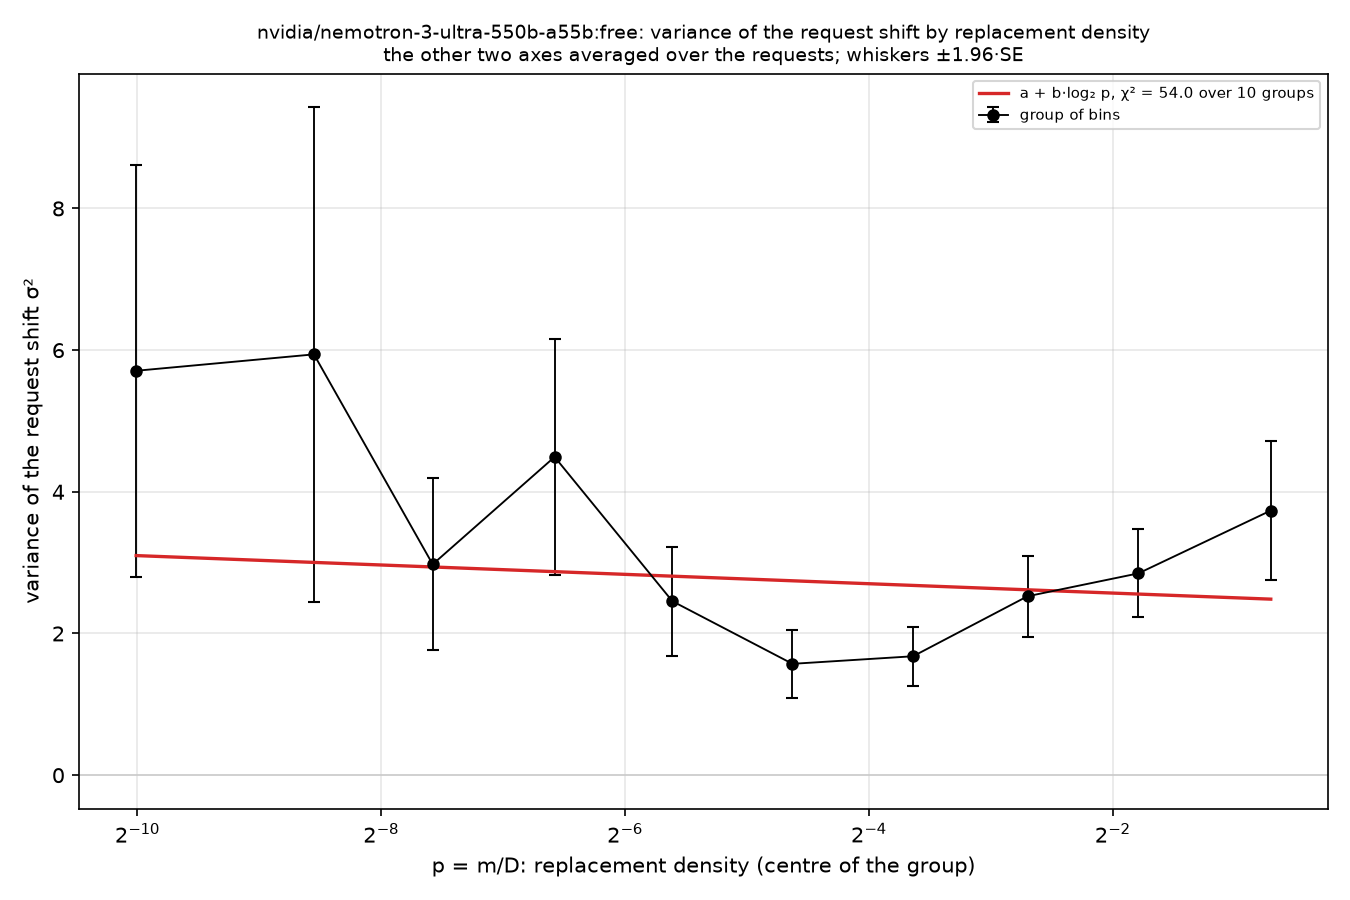 nvidia/nemotron-3-ultra-550b-a55b:free: variance of the request shift by replacement density
the other two axes averaged over the requests; whiskers ±1.96·SE
a + b·log₂ p, χ² = 54.0 over 10 groups
group of bins
variance of the request shift σ²
8
6
4
2
0
2⁻¹⁰
2⁻⁸
2⁻⁶
2⁻⁴
2⁻²
p = m/D: replacement density (centre of the group)